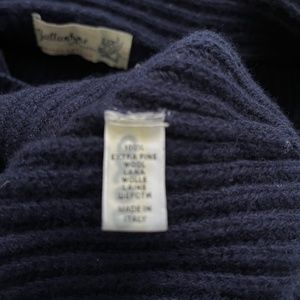 100%
EXTRA FINE
WOOL
LANA
WOLLE
LAINE
MADE IN
ITALY